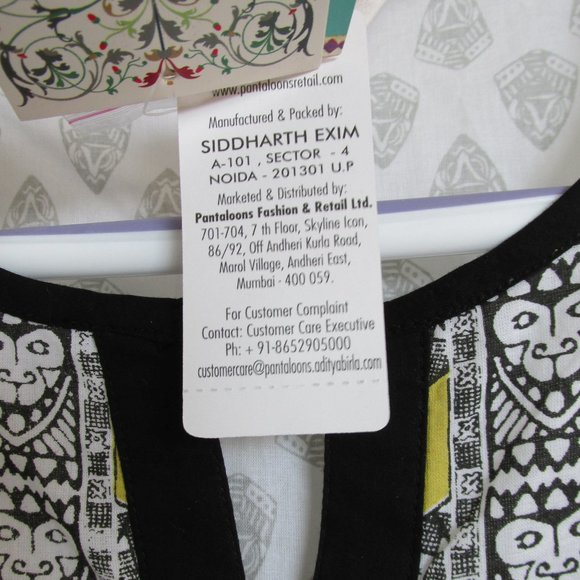 www.pantaloonsretail.com
Manufactured & Packed by:
SIDDHARTH EXIM
A-101 , SECTOR - 4
NOIDA - 201301 U.P
Marketed & Distributed by:
Pantaloons Fashion & Retail Ltd.
701-704, 7 th Floor, Skyline Icon,
86/92, Off Andheri Kurla Road,
Marol Village, Andheri East,
Mumbai - 400 059.
For Customer Complaint
Contact: Customer Care Executive
Ph: + 91-8652905000
customercare@pantaloons.adityabirla.com